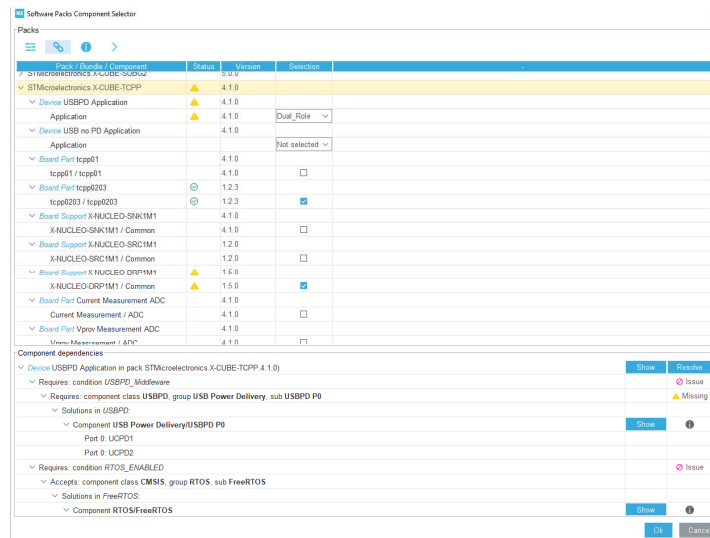 MX Software Packs Component Selector
Packs
Pack / Bundle / Component Status Version Selection -
STMicroelectronics.X-CUBE-SUBG2 5.0.0
STMicroelectronics.X-CUBE-TCPP 4.1.0
Device USBPD Application 4.1.0
Application 4.1.0 Dual_Role
Device USB no PD Application 4.1.0
Application Not selected
Board Part tcpp01 4.1.0
tcpp01 / tcpp01 4.1.0
Board Part tcpp0203 1.2.3
tcpp0203 / tcpp0203 1.2.3
Board Support X-NUCLEO-SNK1M1 4.1.0
X-NUCLEO-SNK1M1 / Common 4.1.0
Board Support X-NUCLEO-SRC1M1 1.2.0
X-NUCLEO-SRC1M1 / Common 1.2.0
Board Support X-NUCLEO-DRP1M1 1.5.0
X-NUCLEO-DRP1M1 / Common 1.5.0
Board Part Current Measurement ADC 4.1.0
Current Measurement / ADC 4.1.0
Board Part Vprov Measurement ADC 4.1.0
Vprov Measurement / ADC 4.1.0
Component dependencies
Device USBPD Application in pack STMicroelectronics.X-CUBE-TCPP.4.1.0) Show Resolve
Requires: condition USBPD_Middleware Issue
Requires: component class USBPD, group USB Power Delivery, sub USBPD P0 Missing
Solutions in USBPD:
Component USB Power Delivery/USBPD P0 Show
Port 0: UCPD1
Port 0: UCPD2
Requires: condition RTOS_ENABLED Issue
Accepts: component class CMSIS, group RTOS, sub FreeRTOS
Solutions in FreeRTOS:
Component RTOS/FreeRTOS Show
Ok Cance